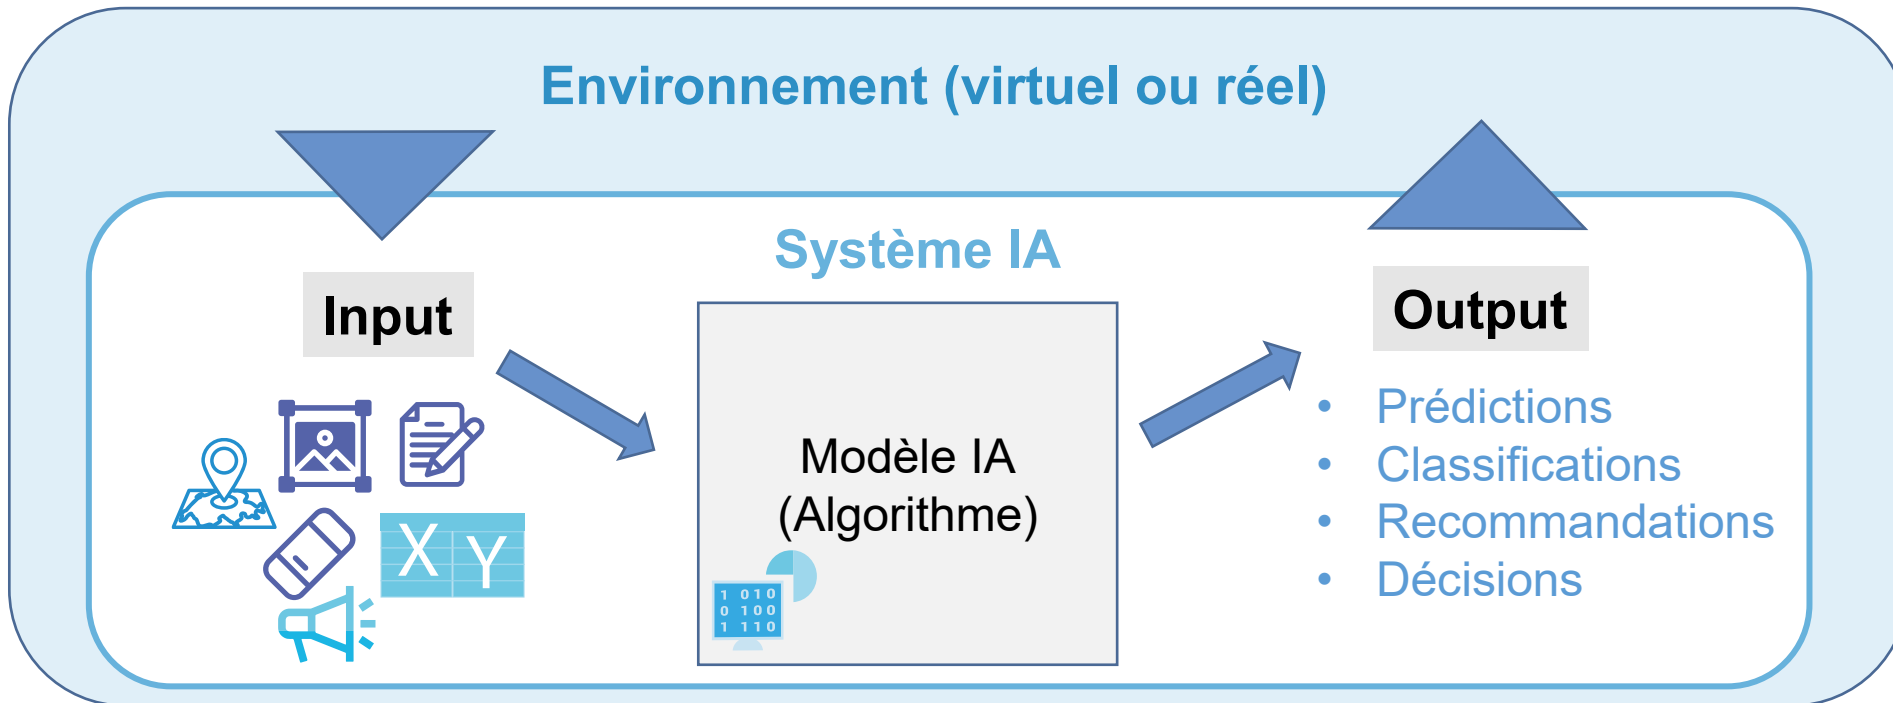 Environnement (virtuel ou réel)
Système IA
Input
Output
Modèle IA
(Algorithme)
X Y
1 010
0 100
1 110
• Prédictions
• Classifications
• Recommandations
• Décisions